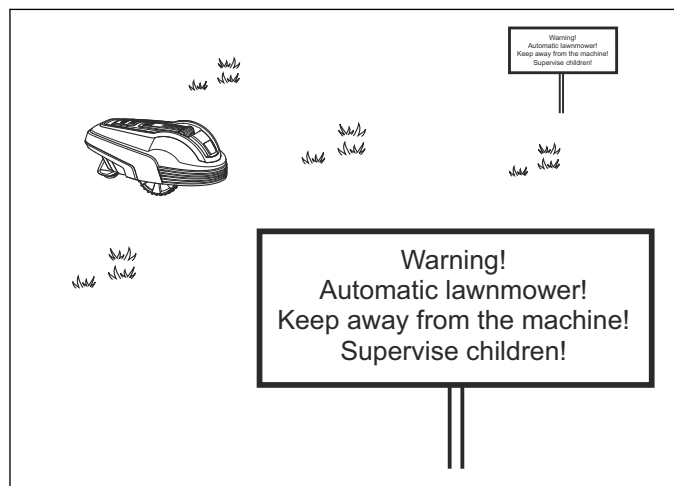 Warning!
Automatic lawnmower!
Keep away from the machine!
Supervise children!
Warning!
Automatic lawnmower!
Keep away from the machine!
Supervise children!